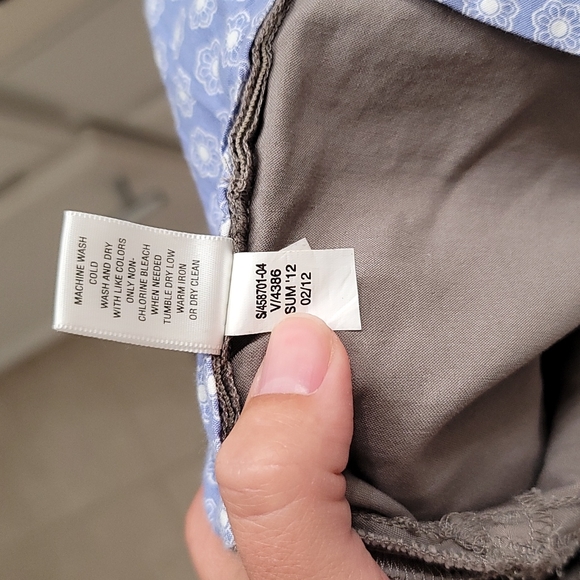 MACHINE WASH
COLD
WASH AND DRY
WITH LIKE COLORS
ONLY NON-
CHLORINE BLEACH
WHEN NEEDED
TUMBLE DRY LOW
WARM IRON
OR DRY CLEAN
S/458701-04
V/4386
SUM '12
02/12